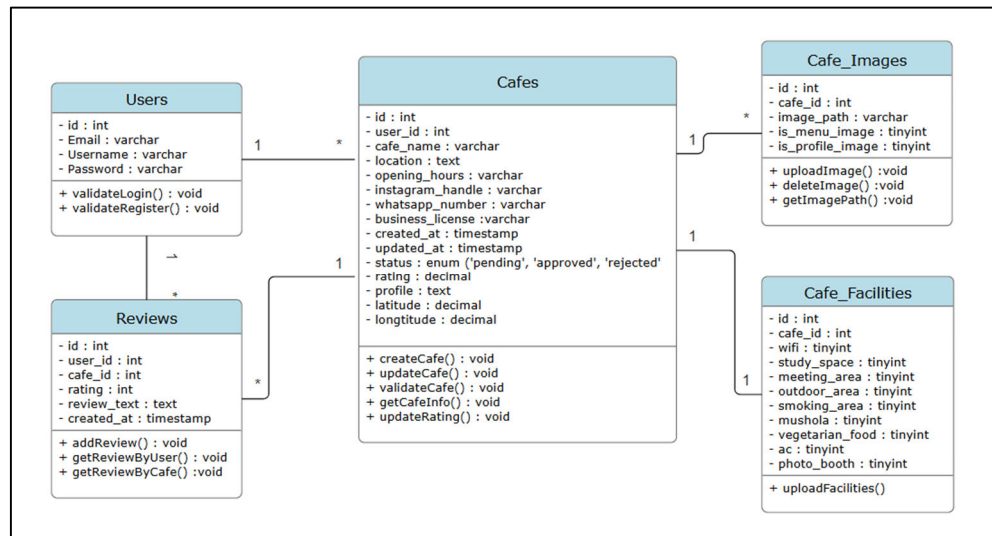 Users
- id : int
- Email : varchar
- Username : varchar
- Password : varchar
+ validateLogin() : void
+ validateRegister() : void
1
*
1
*
Reviews
- id : int
- user_id : int
- cafe_id : int
- rating : int
- review_text : text
- created_at : timestamp
+ addReview() : void
+ getReviewByUser() : void
+ getReviewByCafe() :void
1
*
Cafes
- id : int
- user_id : int
- cafe_name : varchar
- location : text
- opening_hours : varchar
- instagram_handle : varchar
- whatsapp_number : varchar
- business_license :varchar
- created_at : timestamp
- updated_at : timestamp
- status : enum ('pending', 'approved', 'rejected'
- rating : decimal
- profile : text
- latitude : decimal
- longtitude : decimal
+ createCafe() : void
+ updateCafe() : void
+ validateCafe() : void
+ getCafeInfo() : void
+ updateRating() : void
1
*
1
1
Cafe_Images
- id : int
- cafe_id : int
- image_path : varchar
- is_menu_image : tinyint
- is_profile_image : tinyint
+ uploadImage() : void
+ deleteImage() : void
+ getImagePath() :void
Cafe_Facilities
- id : int
- cafe_id : int
- wifi : tinyint
- study_space : tinyint
- meeting_area : tinyint
- outdoor_area : tinyint
- smoking_area : tinyint
- mushola : tinyint
- vegetarian_food : tinyint
- ac : tinyint
- photo_booth : tinyint
+ uploadFacilities()